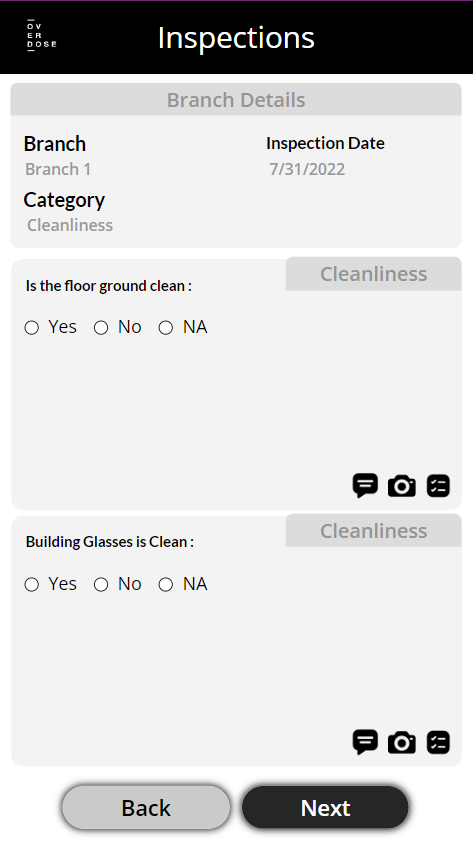 OV
ER
DOSE
Inspections
Branch Details
Branch
Inspection Date
Branch 1
7/31/2022
Category
Cleanliness
Cleanliness
Is the floor ground clean :
Yes No NA
Cleanliness
Building Glasses is Clean :
Yes No NA
Back
Next